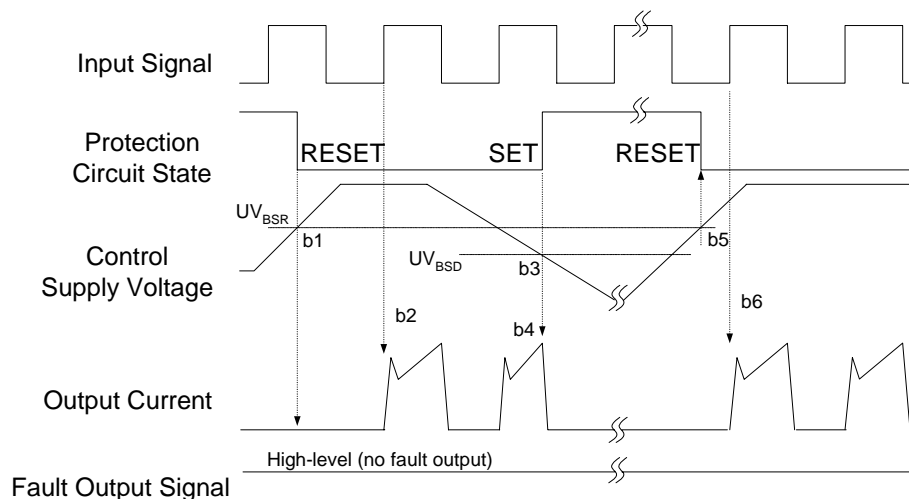 Input Signal
Protection
Circuit State
RESET
SET
RESET
UVBSR
b1
b5
Control
Supply Voltage
UVBSD
b3
b2
b4
b6
Output Current
High-level (no fault output)
Fault Output Signal